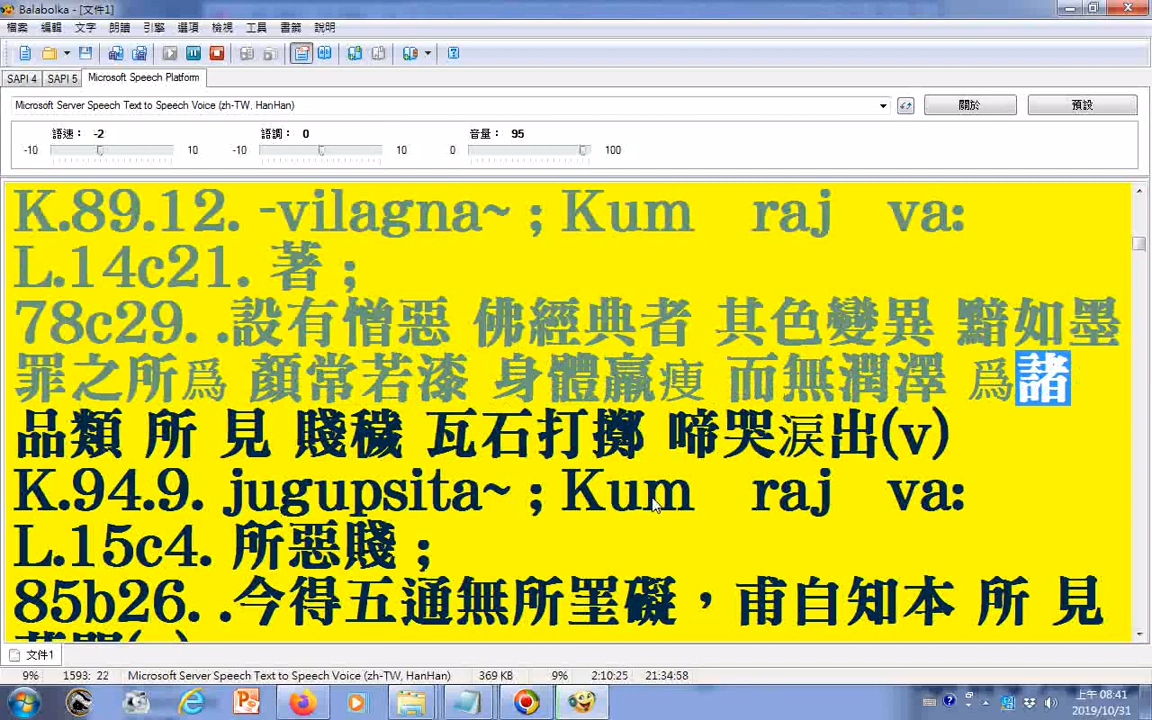 Balabolka - [文件1]
檔案 編輯 文字 朗讀 引擎 選項 檢視 工具 書籤 說明
SAPI 4 SAPI 5 Microsoft Speech Platform
Microsoft Server Speech Text to Speech Voice (zh-TW, HanHan) 關於 預設
語速： -2 語調： 0 音量： 95
-10 10 -10 10 0 100
K.89.12. -vilagna~ ; Kum raj va:
L.14c21. 著 ;
78c29. .設有憎惡 佛經典者 其色變異 黯如墨
罪之所爲 顏常若漆 身體羸痩 而無潤澤 爲諸
品類 所 見 賤穢 瓦石打擲 啼哭淚出(v)
K.94.9. jugupsita~ ; Kum raj va:
L.15c4. 所惡賤 ;
85b26. .今得五通無所罣礙，甫自知本 所 見
文件1
9% 1593: 22 Microsoft Server Speech Text to Speech Voice (zh-TW, HanHan) 369 KB 9% 2:10:25 21:34:58
上午 08:41
2019/10/31